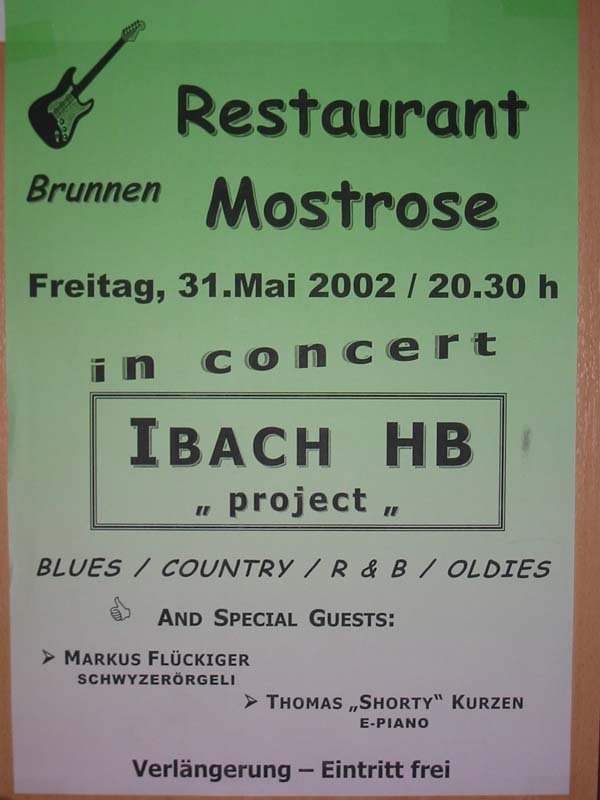 Restaurant
Brunnen
Mostrose
Freitag, 31.Mai 2002 / 20.30 h
in concert
IBACH HB
„ project „
BLUES / COUNTRY / R & B / OLDIES
AND SPECIAL GUESTS:
MARKUS FLÜCKIGER
SCHWYZERÖRGELI
THOMAS „SHORTY“ KURZEN
E-PIANO
Verlängerung – Eintritt frei